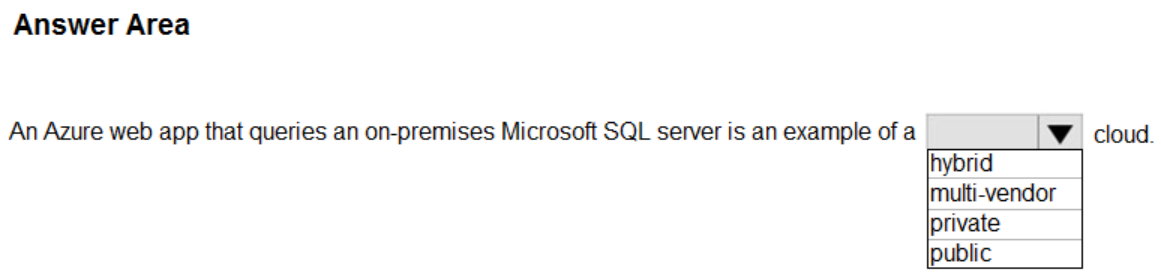 Answer Area
An Azure web app that queries an on-premises Microsoft SQL server is an example of a cloud.
hybrid
multi-vendor
private
public